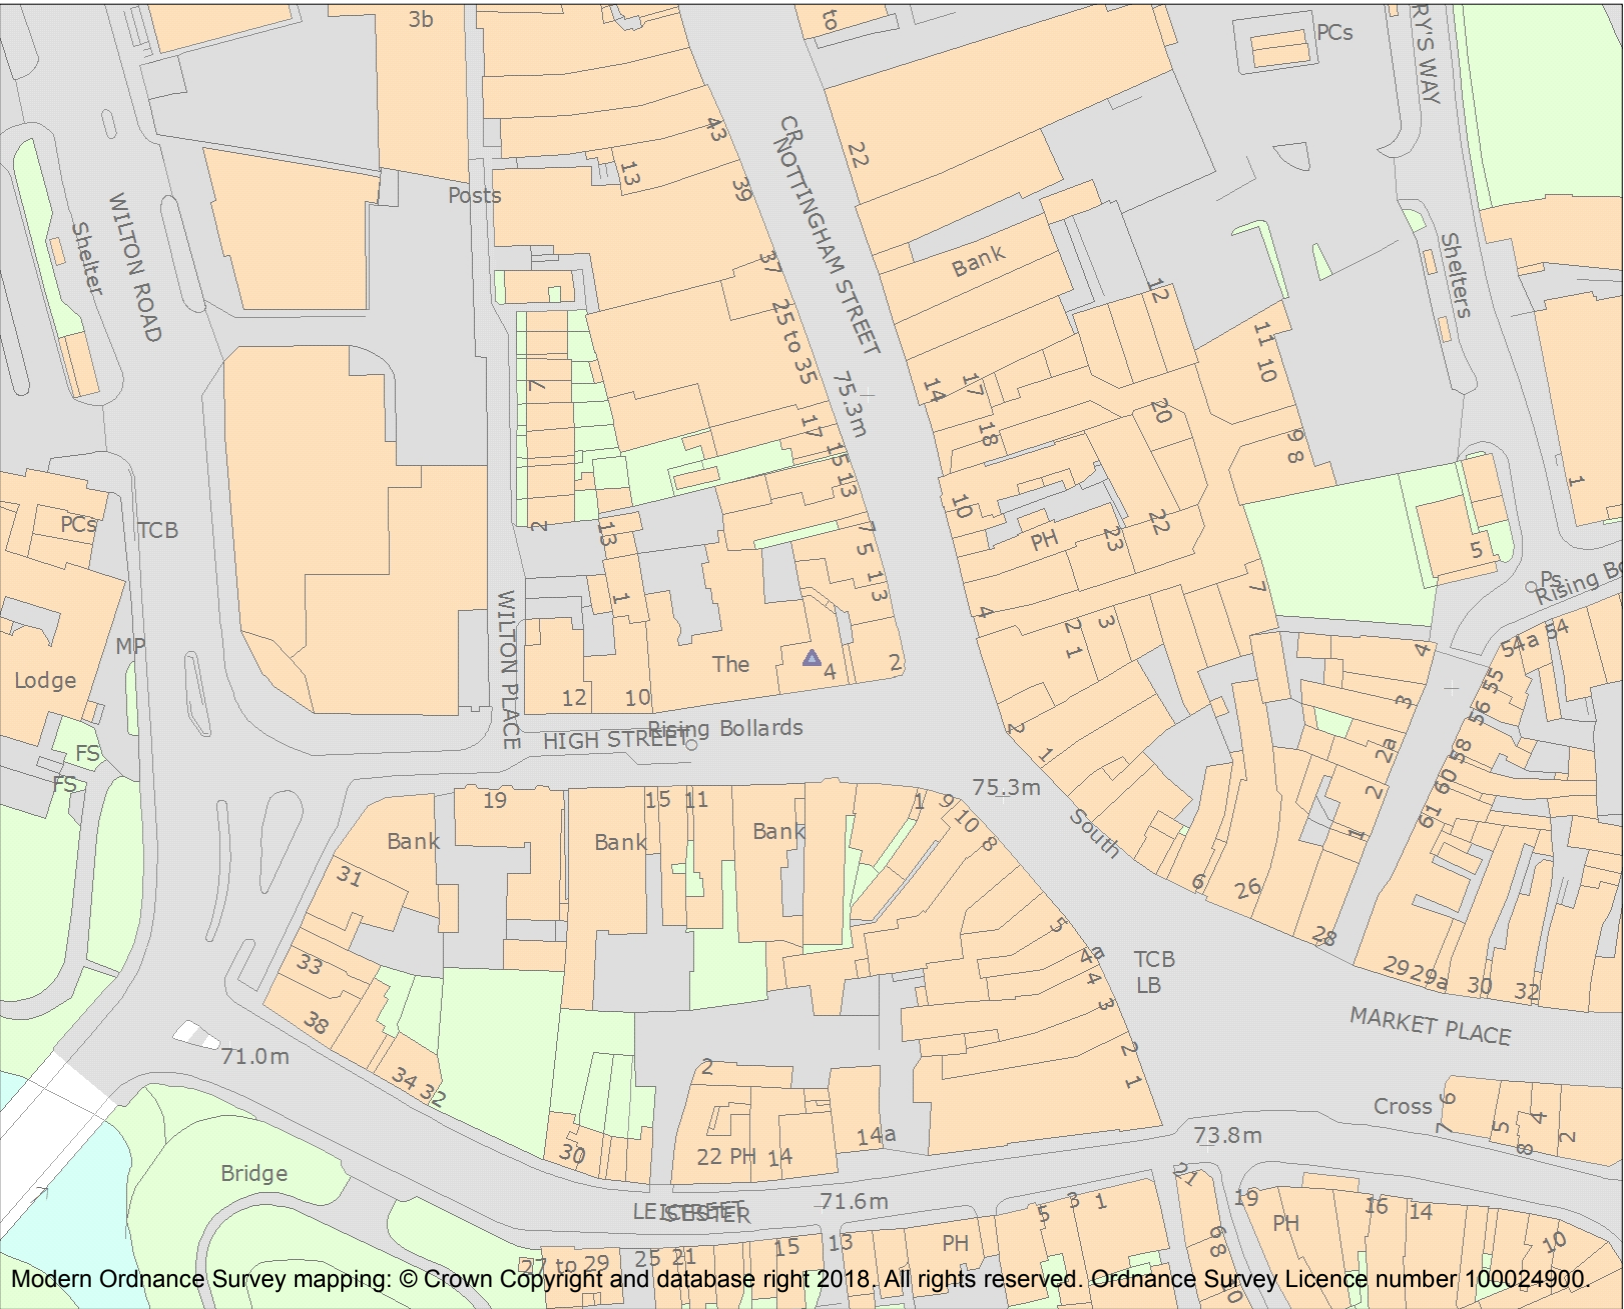 3b
to
PCs
RY'S WAY
43
CR
NOTTINGHAM STREET
22
13
39
Posts
WILTON ROAD
Shelter
Bank
37
12
Shelters
25 to 35
11
10
7
75.3m
14
17
20
17
18
15
9
8
13
10
1
TCB
PCs
2
13
7
PH
23
22
5
5
Ps
Rising Bo
1
13
3
7
1
4
WILTON PLACE
2
1
3
54a
54
MP
The
4
2
4
Lodge
55
12
10
3
56
Rising Bollards
HIGH STREET
2
1
2a
58
FS
FS
60
75.3m
2
61
19
15
11
1
9
10
South
1
Bank
Bank
Bank
8
31
6
26
5
28
33
4a
TCB
LB
29
29a
30
32
4
3
38
MARKET PLACE
71.0m
2
2
34
32
1
Cross
6
7
5
4
8
2
73.8m
14a
30
22 PH
14
Bridge
21
19
LEICESTER
STREET
71.6m
5
3
1
16
14
PH
13
PH
15
6
8
10
27 to 29
25
21
10
Modern Ordnance Survey mapping: © Crown Copyright and database right 2018. All rights reserved. Ordnance Survey Licence number 100024900.